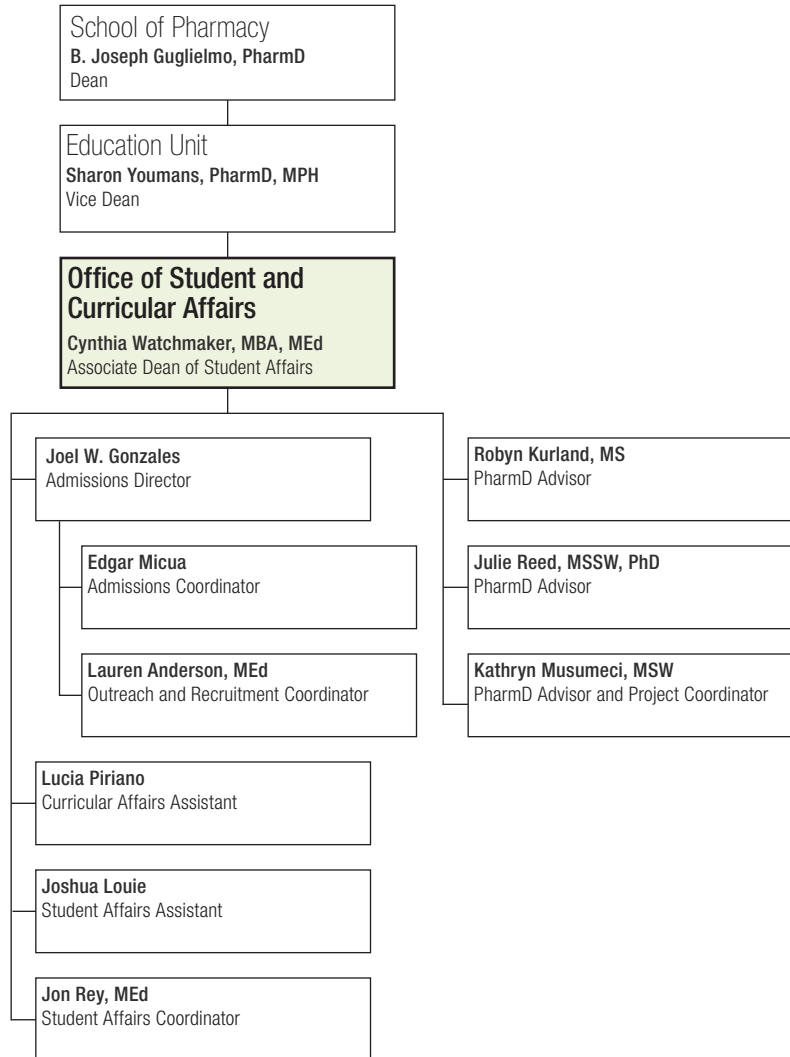 School of Pharmacy
B. Joseph Guglielmo, PharmD
Dean
Education Unit
Sharon Youmans, PharmD, MPH
Vice Dean
Office of Student and
Curricular Affairs
Cynthia Watchmaker, MBA, MEd
Associate Dean of Student Affairs
Joel W. Gonzales
Admissions Director
Edgar Micua
Admissions Coordinator
Lauren Anderson, MEd
Outreach and Recruitment Coordinator
Lucia Piriano
Curricular Affairs Assistant
Joshua Louie
Student Affairs Assistant
Jon Rey, MEd
Student Affairs Coordinator
Robyn Kurland, MS
PharmD Advisor
Julie Reed, MSSW, PhD
PharmD Advisor
Kathryn Musumeci, MSW
PharmD Advisor and Project Coordinator